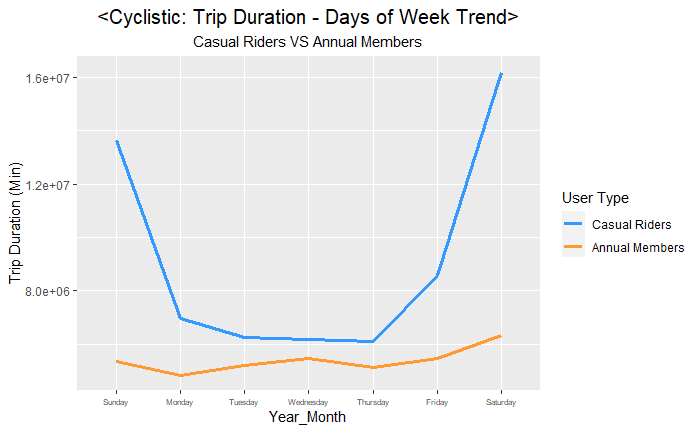 <Cyclistic: Trip Duration - Days of Week Trend>
Casual Riders VS Annual Members
1.6e+07
1.2e+07
8.0e+06
Trip Duration (Min)
Sunday Monday Tuesday Wednesday Thursday Friday Saturday
Year_Month
User Type
Casual Riders
Annual Members